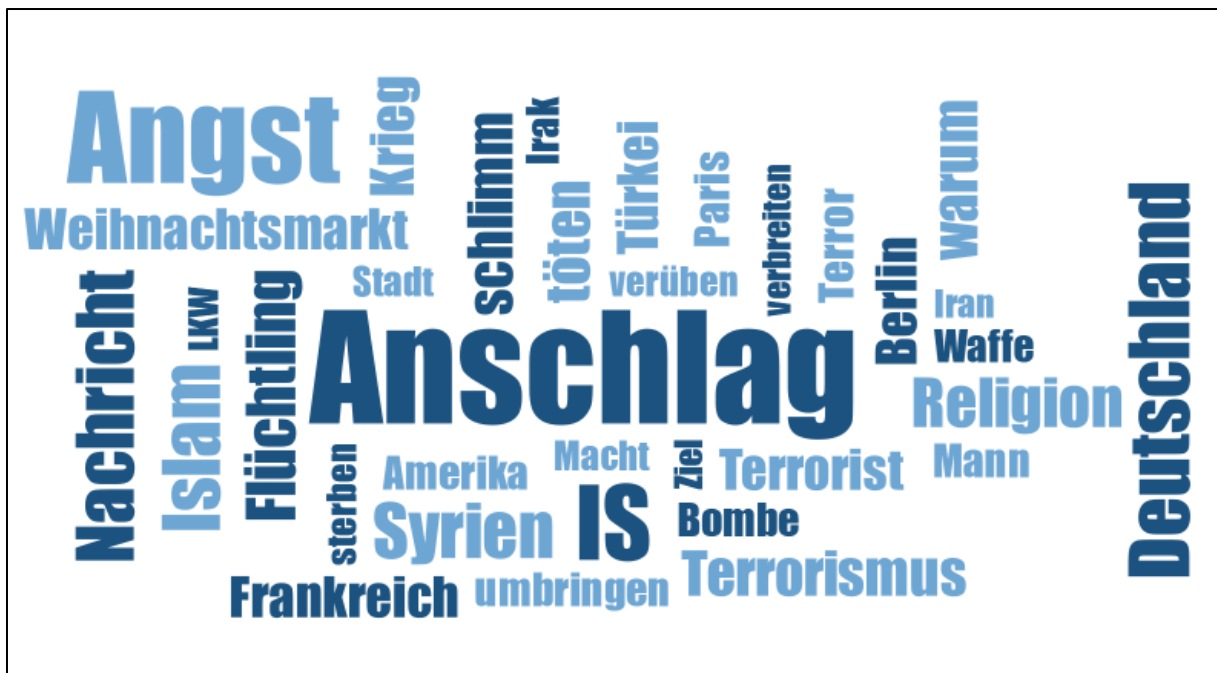 Angst
Krieg
Weihnachtsmarkt
Stadt
schlimm
Irak
töten
Türkei
verüben
Paris
verbreiten
Terror
Berlin
warum
Iran
Waffe
Deutschland
Nachricht
LKW
Islam
Flüchtling
Anschlag
Religion
sterben
Amerika
Macht
Ziel
Terrorist
Mann
Syrien
IS
Bombe
Frankreich
umbringen
Terrorismus